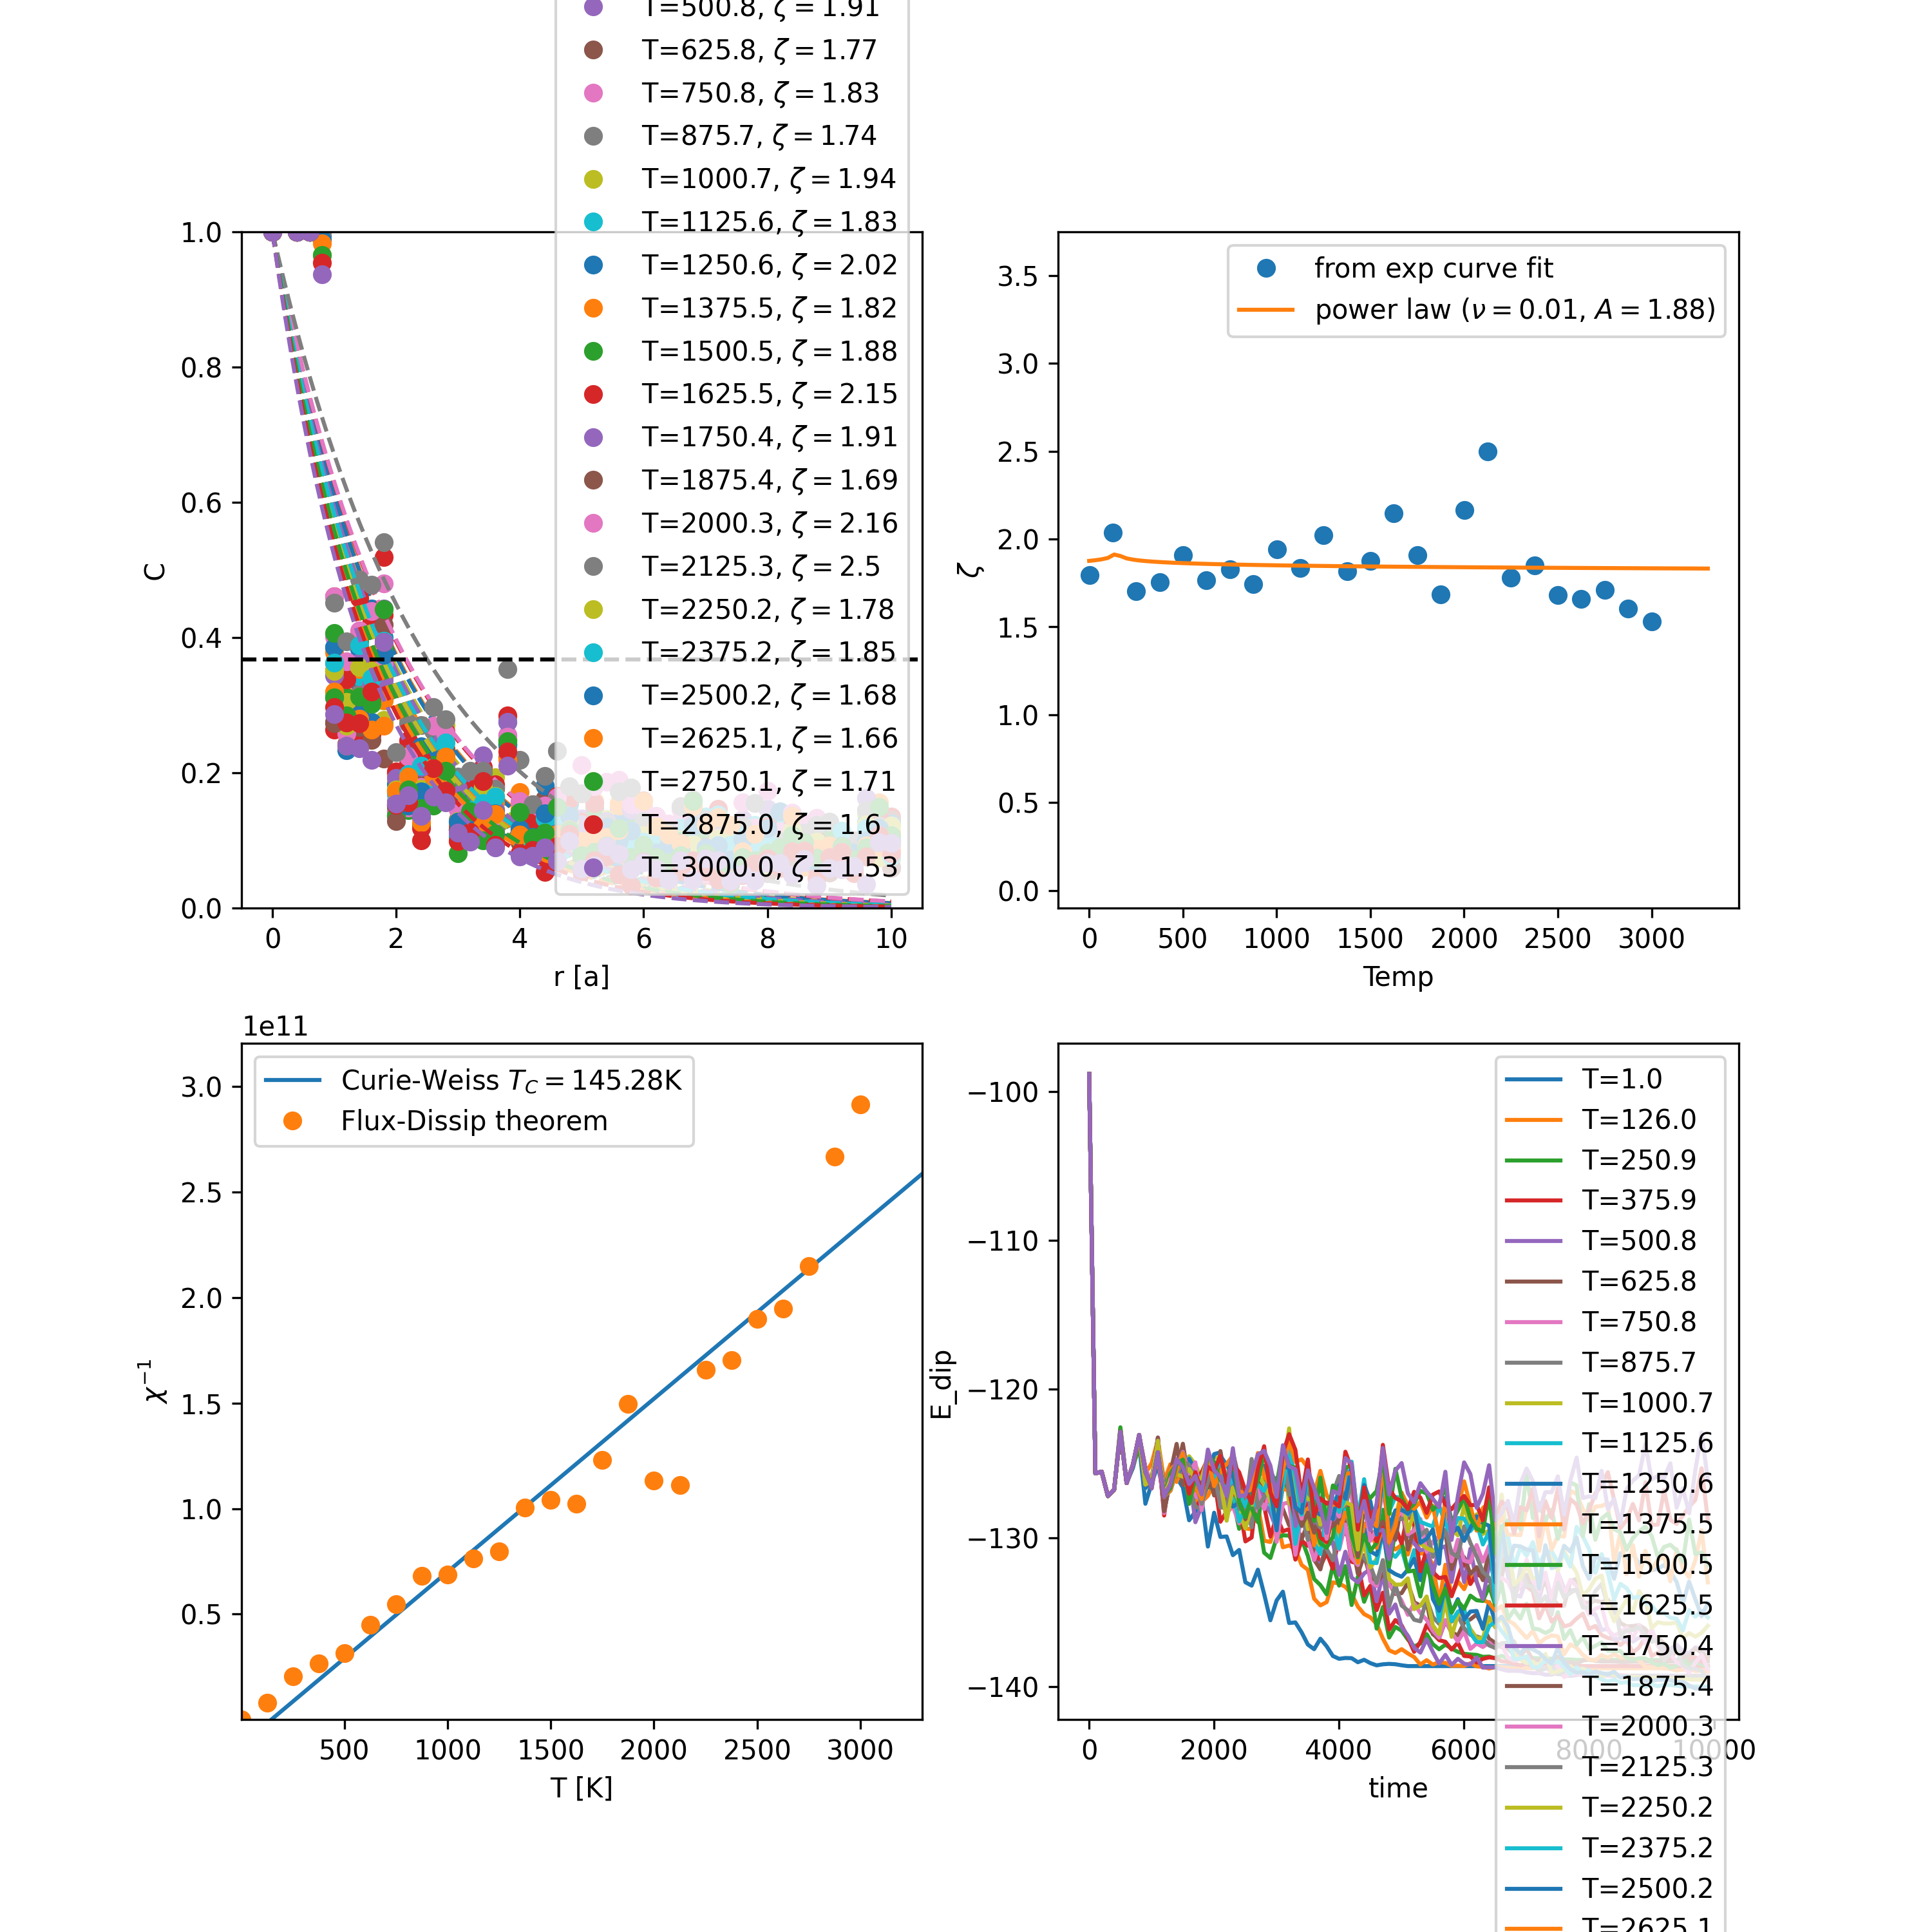 T=500.8, ζ = 1.91
T=625.8, ζ = 1.77
T=750.8, ζ = 1.83
T=875.7, ζ = 1.74
T=1000.7, ζ = 1.94
T=1125.6, ζ = 1.83
T=1250.6, ζ = 2.02
T=1375.5, ζ = 1.82
T=1500.5, ζ = 1.88
T=1625.5, ζ = 2.15
T=1750.4, ζ = 1.91
T=1875.4, ζ = 1.69
T=2000.3, ζ = 2.16
T=2125.3, ζ = 2.5
T=2250.2, ζ = 1.78
T=2375.2, ζ = 1.85
T=2500.2, ζ = 1.68
T=2625.1, ζ = 1.66
T=2750.1, ζ = 1.71
T=2875.0, ζ = 1.6
T=3000.0, ζ = 1.53
1.0
0.8
0.6
0.4
0.2
0.0
C
0 2 4 6 8 10
r [a]
from exp curve fit
power law (ν = 0.01, A = 1.88)
3.5
3.0
2.5
2.0
1.5
1.0
0.5
0.0
ζ
0 500 1000 1500 2000 2500 3000
Temp
1e11
Curie-Weiss T_C = 145.28K
Flux-Dissip theorem
3.0
2.5
2.0
1.5
1.0
0.5
χ⁻¹
500 1000 1500 2000 2500 3000
T [K]
−100
−110
−120
−130
−140
E_dip
0 2000 4000 6000 8000 10000
time
T=1.0
T=126.0
T=250.9
T=375.9
T=500.8
T=625.8
T=750.8
T=875.7
T=1000.7
T=1125.6
T=1250.6
T=1375.5
T=1500.5
T=1625.5
T=1750.4
T=1875.4
T=2000.3
T=2125.3
T=2250.2
T=2375.2
T=2500.2
T=2625.1